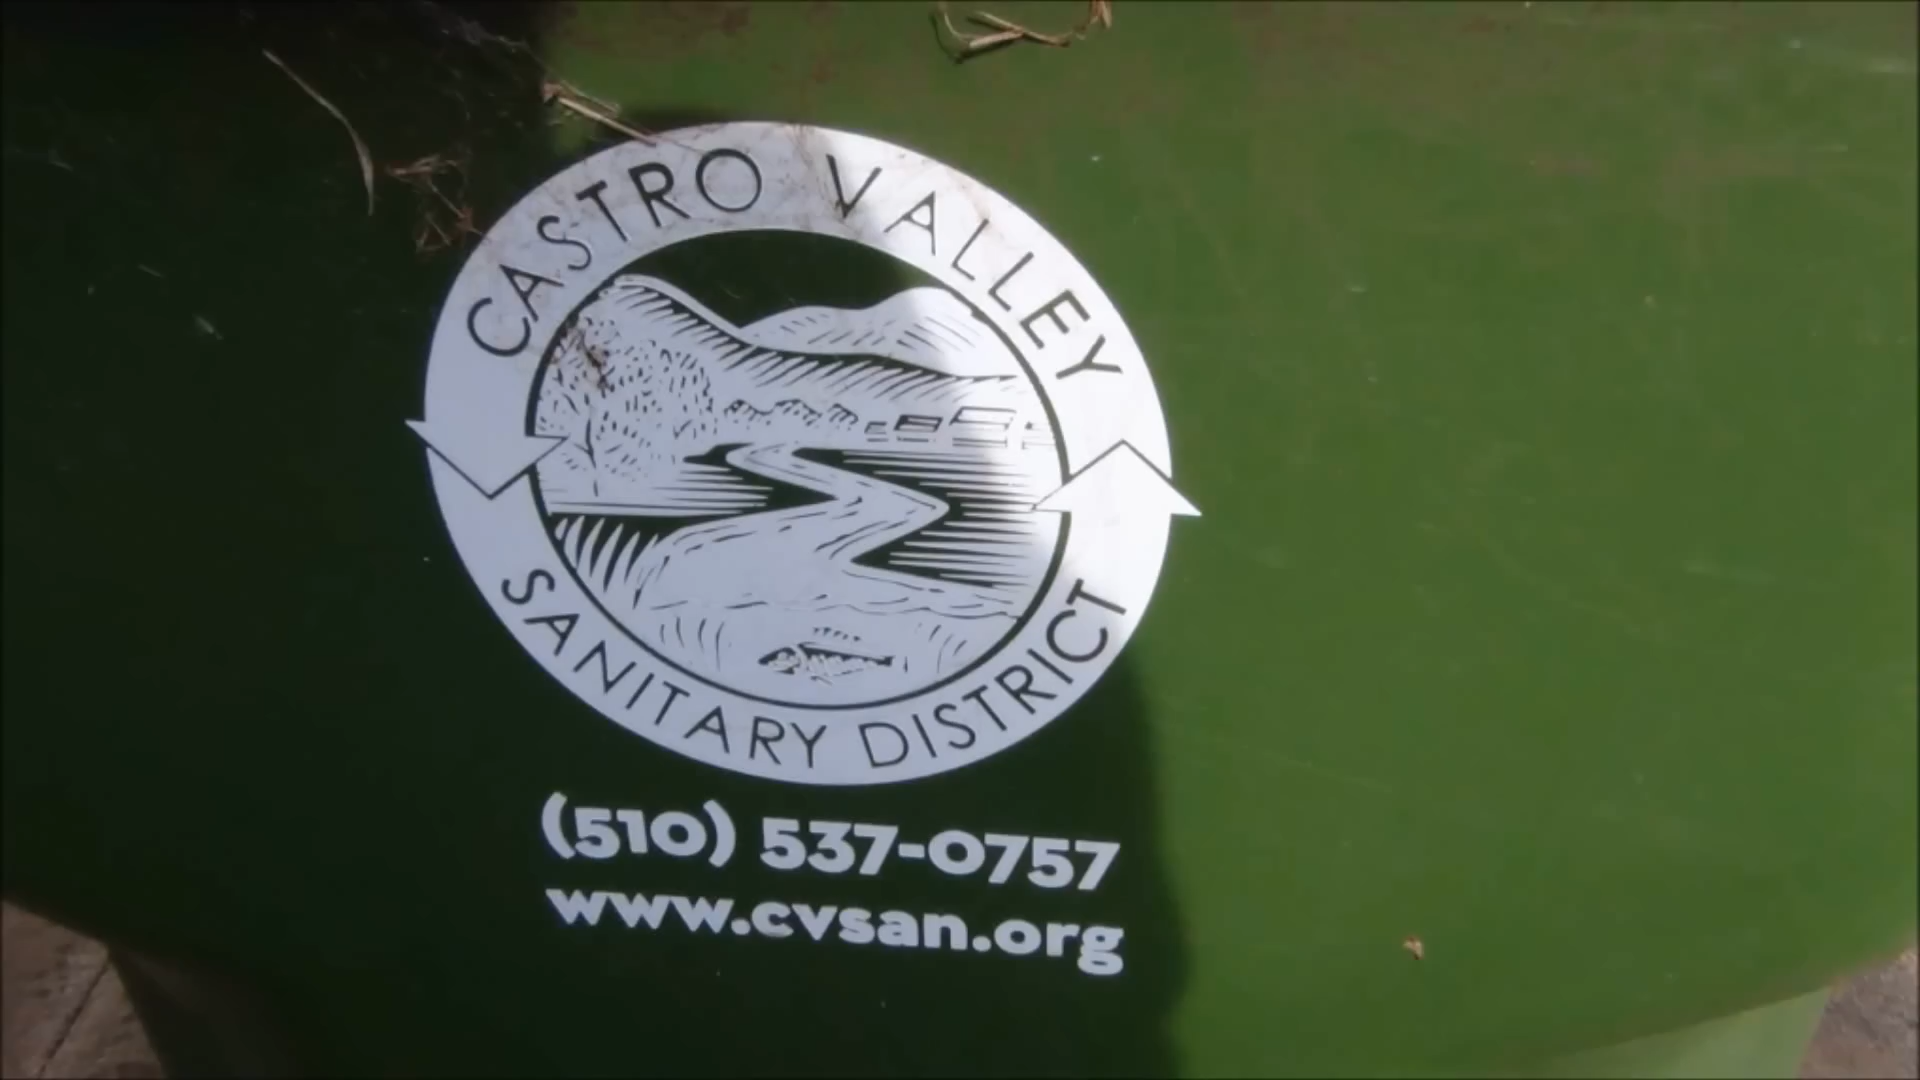 CASTRO VALLEY
SANITARY DISTRICT
(510) 537-0757
www.cvsan.org